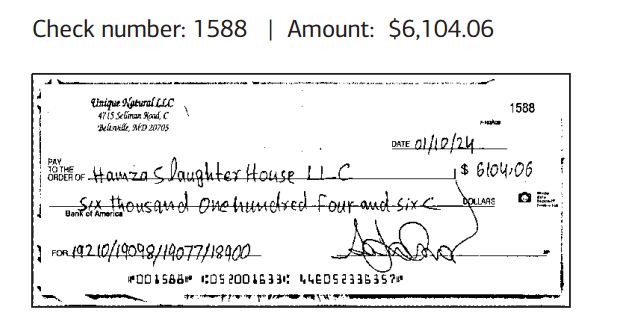 Check number: 1588 | Amount: $6,104.06
Unique Natural LLC
4715 Sellman Road, C
Beltsville, MD 20705
1588
DATE 01/10/24
PAY TO THE ORDER OF Hamza Slaughter House LLC $ 6104.06
Six thousand One hundred Four and six C DOLLARS
Bank of America
FOR 19210/19098/19077/18900
⑈001588⑈ ⑆052001633⑆ 446052336357⑈